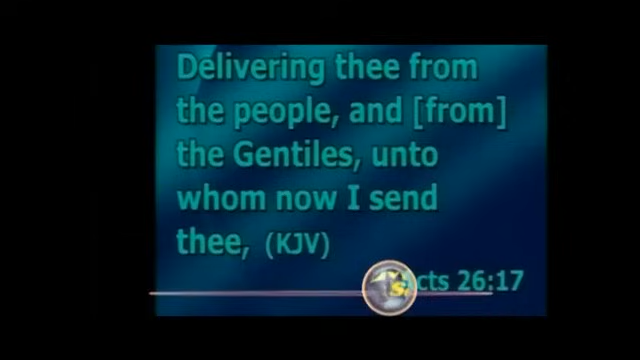 Delivering thee from
the people, and [from]
the Gentiles, unto
whom now I send
thee, (KJV)
cts 26:17